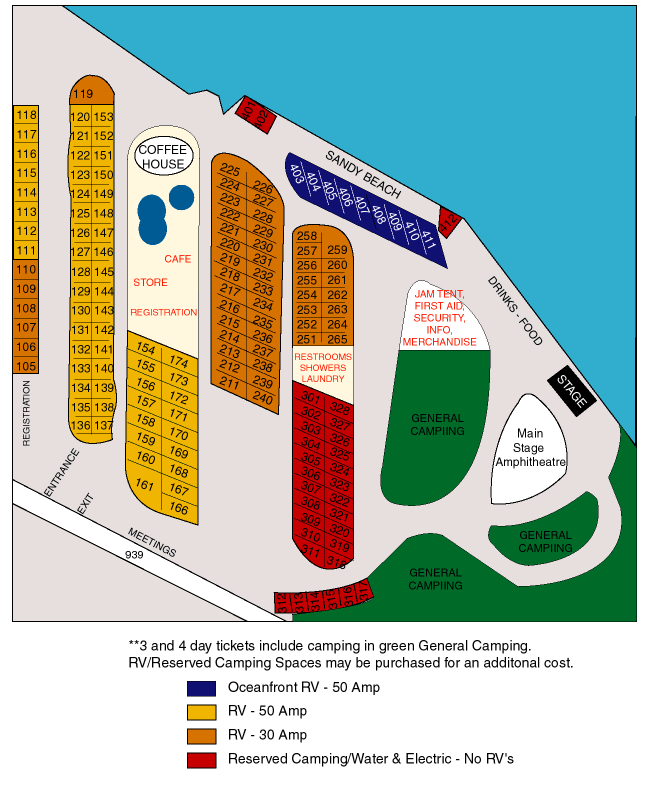 119
118
117
116
115
114
113
112
111
110
109
108
107
106
105
REGISTRATION
120 153
121 152
122 151
123 150
124 149
125 148
126 147
127 146
128 145
129 144
130 143
131 142
132 141
133 140
134 139
135 138
136 137
ENTRANCE
EXIT
MEETINGS
939
COFFEE
HOUSE
CAFE
STORE
REGISTRATION
154 174
155 173
156 172
157 171
158 170
159 169
160 168
161 167
166
225 226
224 227
223 228
222 229
221 230
220 231
219 232
218 233
217 234
216 235
215 236
214 237
213 238
212 239
211 240
401
402
SANDY BEACH
403
404
405
406
407
408
409
410
411
412
258
257 259
256 260
255 261
254 262
253 263
252 264
251 265
RESTROOMS
SHOWERS
LAUNDRY
301 328
302 327
303 326
304 325
305 324
306 323
307 322
308 321
309 320
310 319
311 318
312
313
314
315
316
317
JAM TENT,
FIRST AID,
SECURITY,
INFO,
MERCHANDISE
GENERAL
CAMPIING
DRINKS - FOOD
STAGE
Main
Stage
Amphitheatre
GENERAL
CAMPIING
GENERAL
CAMPIING
**3 and 4 day tickets include camping in green General Camping.
RV/Reserved Camping Spaces may be purchased for an additonal cost.
Oceanfront RV - 50 Amp
RV - 50 Amp
RV - 30 Amp
Reserved Camping/Water & Electric - No RV's